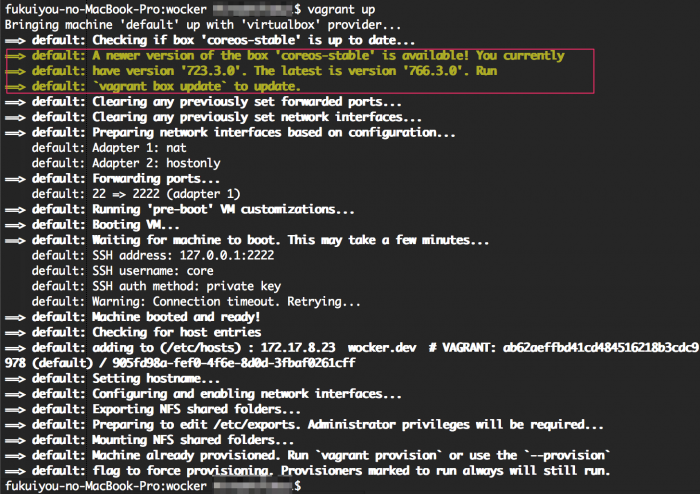 fukuiyou-no-MacBook-Pro:wocker $ vagrant up
Bringing machine 'default' up with 'virtualbox' provider...
==> default: Checking if box 'coreos-stable' is up to date...
==> default: A newer version of the box 'coreos-stable' is available! You currently
==> default: have version '723.3.0'. The latest is version '766.3.0'. Run
==> default: `vagrant box update` to update.
==> default: Clearing any previously set forwarded ports...
==> default: Clearing any previously set network interfaces...
==> default: Preparing network interfaces based on configuration...
default: Adapter 1: nat
default: Adapter 2: hostonly
==> default: Forwarding ports...
default: 22 => 2222 (adapter 1)
==> default: Running 'pre-boot' VM customizations...
==> default: Booting VM...
==> default: Waiting for machine to boot. This may take a few minutes...
default: SSH address: 127.0.0.1:2222
default: SSH username: core
default: SSH auth method: private key
default: Warning: Connection timeout. Retrying...
==> default: Machine booted and ready!
==> default: Checking for host entries
==> default: adding to (/etc/hosts) : 172.17.8.23  wocker.dev  # VAGRANT: ab62aeffbd41cd484516218b3cdc9
978 (default) / 905fd98a-fef0-4f6e-8d0d-3fbaf0261cff
==> default: Setting hostname...
==> default: Configuring and enabling network interfaces...
==> default: Exporting NFS shared folders...
==> default: Preparing to edit /etc/exports. Administrator privileges will be required...
==> default: Mounting NFS shared folders...
==> default: Machine already provisioned. Run `vagrant provision` or use the `--provision`
==> default: flag to force provisioning. Provisioners marked to run always will still run.
fukuiyou-no-MacBook-Pro:wocker $